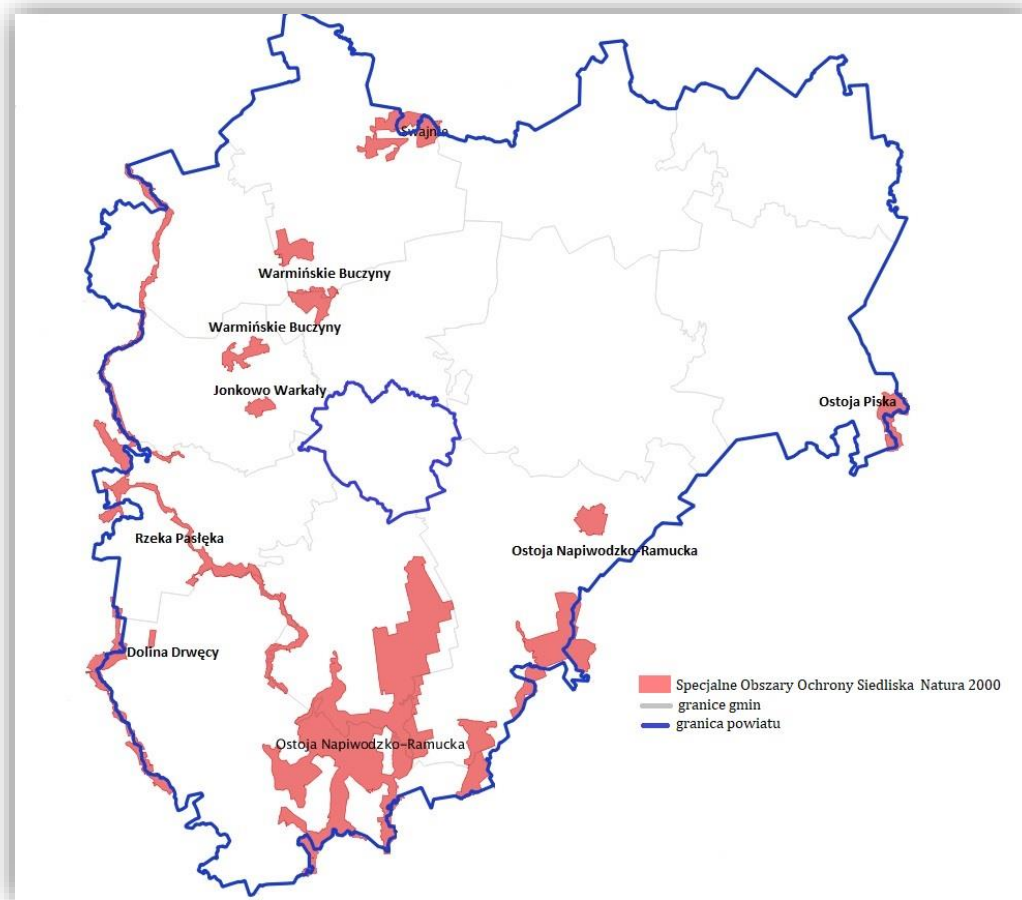 Swajnie
Warmińskie Buczyny
Warmińskie Buczyny
Jonkowo Warkały
Ostoja Piska
Rzeka Pasłęka
Ostoja Napiwodzko-Ramucka
Dolina Drwęcy
Specjalne Obszary Ochrony Siedliska Natura 2000
granice gmin
granica powiatu
Ostoja Napiwodzko-Ramucka